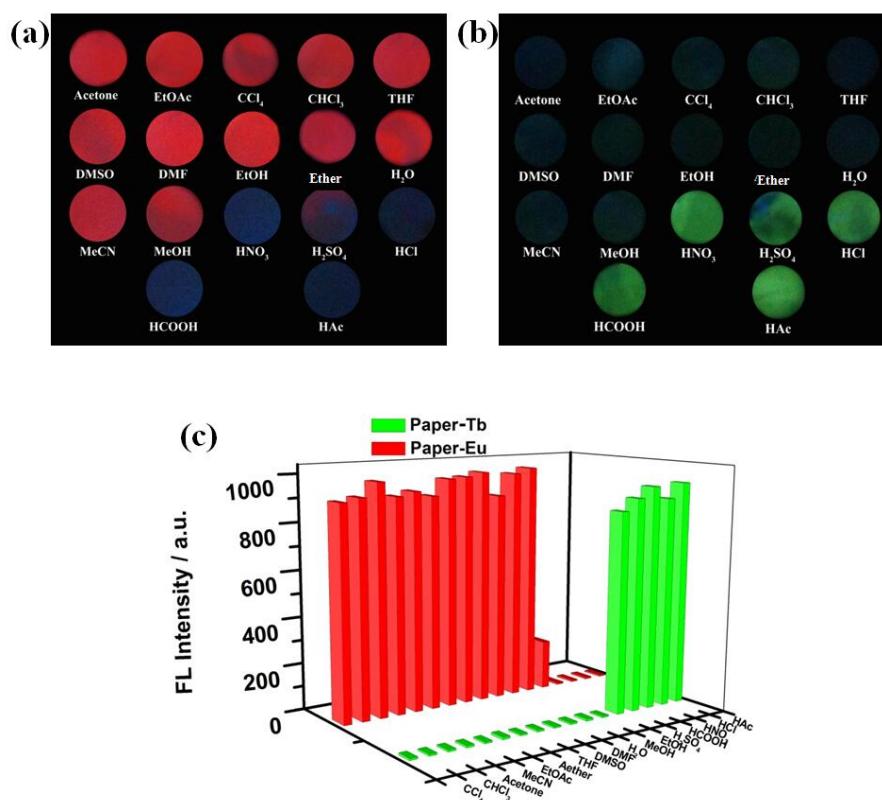 (a)
Acetone EtOAc CCl₄ CHCl₃ THF
DMSO DMF EtOH Ether H₂O
MeCN MeOH HNO₃ H₂SO₄ HCl
HCOOH HAc
(b)
Acetone EtOAc CCl₄ CHCl₃ THF
DMSO DMF EtOH Ether H₂O
MeCN MeOH HNO₃ H₂SO₄ HCl
HCOOH HAc
(c)
Paper-Tb
Paper-Eu
FL Intensity / a.u.
1000
800
600
400
200
0
CCl₄
CHCl₃
Acetone
MeCN
EtOAc
Aether
THF
DMSO
DMF
H₂O
MeOH
EtOH
H₂SO₄
HCOOH
HNO
HCl
HAc